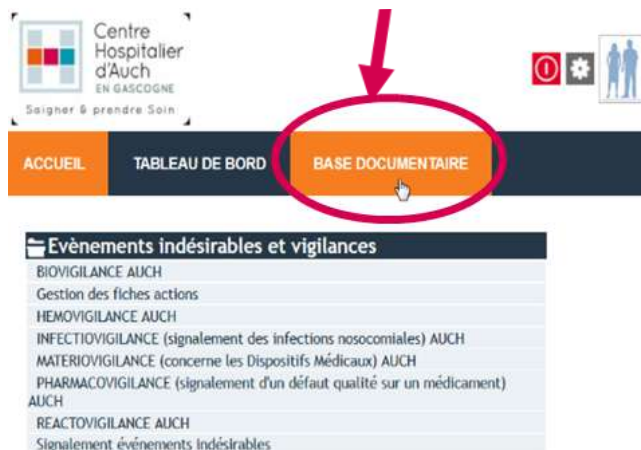 Centre
Hospitalier
d'Auch
EN GASCOGNE
Soigner & prendre Soin
ACCUEIL
TABLEAU DE BORD
BASE DOCUMENTAIRE
Evènements indésirables et vigilances
BIOVIGILANCE AUCH
Gestion des fiches actions
HEMOVIGILANCE AUCH
INFECTIOVIGILANCE (signalement des infections nosocomiales) AUCH
MATERIOVIGILANCE (concerne les Dispositifs Médicaux) AUCH
PHARMACOVIGILANCE (signalement d'un défaut qualité sur un médicament)
AUCH
REACTOVIGILANCE AUCH
Signalement événements indésirables